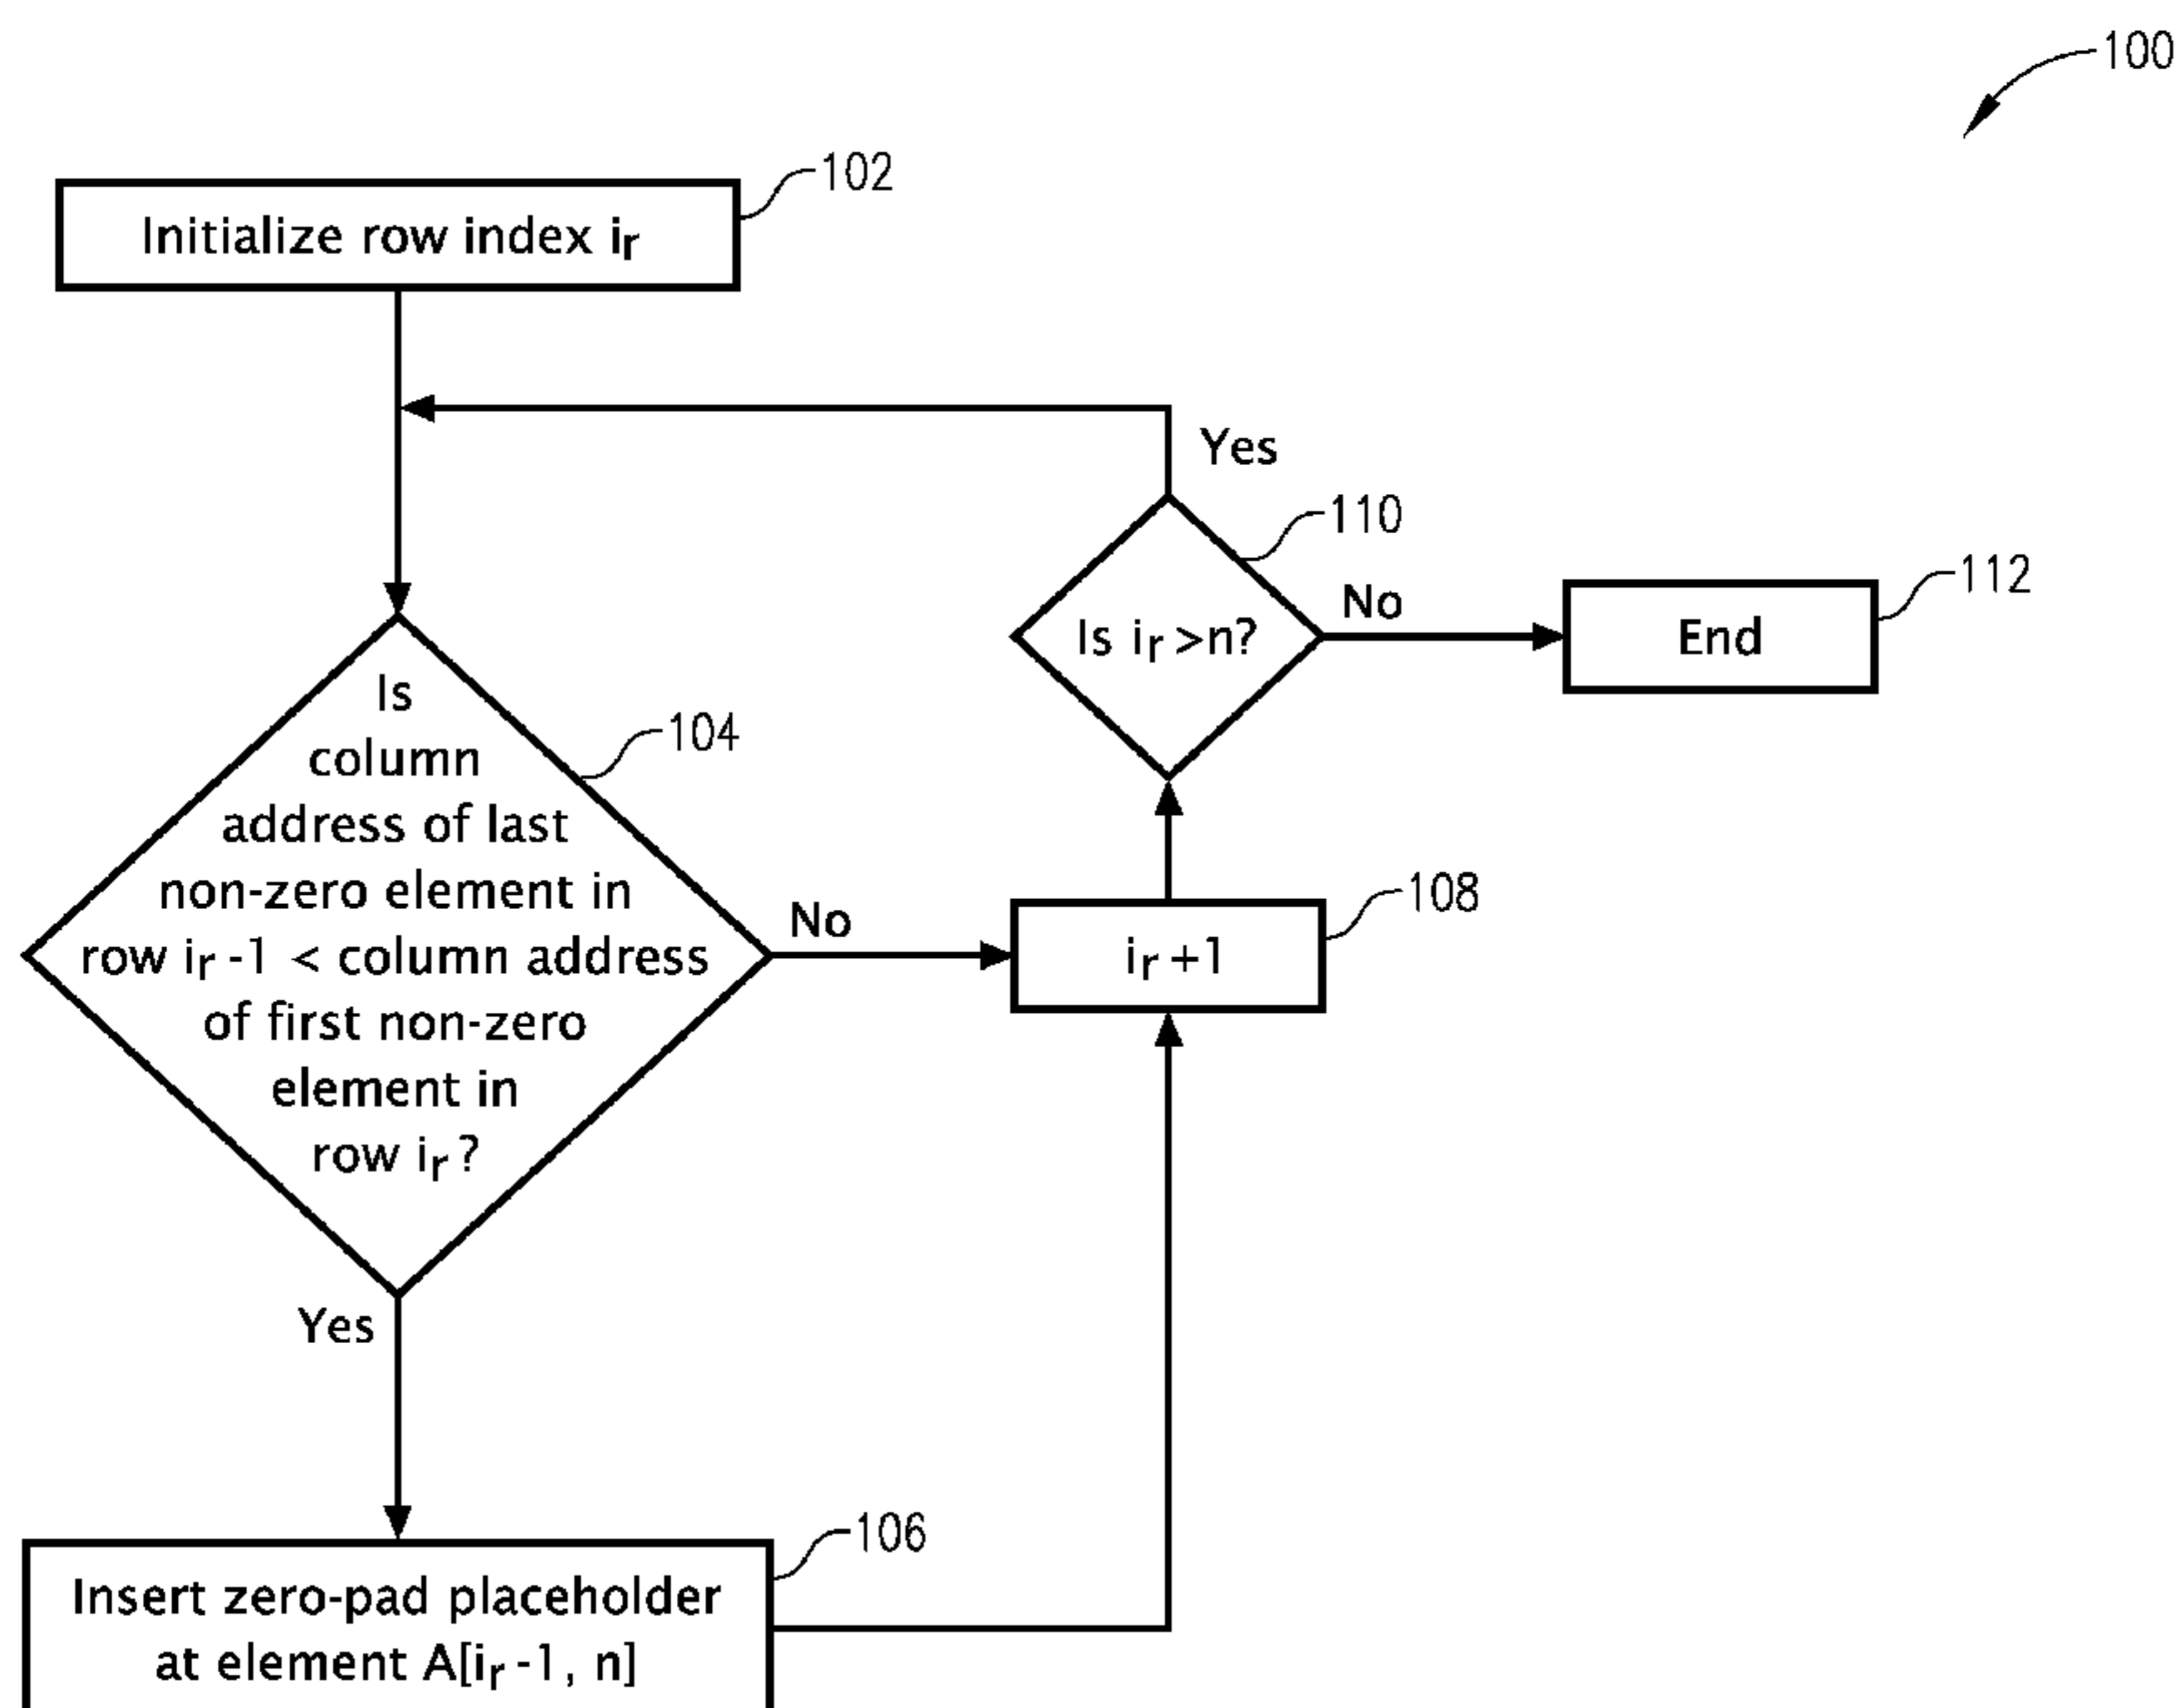 100
102
Initialize row index ir
Yes
110
Is ir >n?
No
112
End
Is
column
address of last
non-zero element in
row ir -1 < column address
of first non-zero
element in
row ir ?
104
No
108
ir +1
Yes
106
Insert zero-pad placeholder
at element A[ir -1, n]